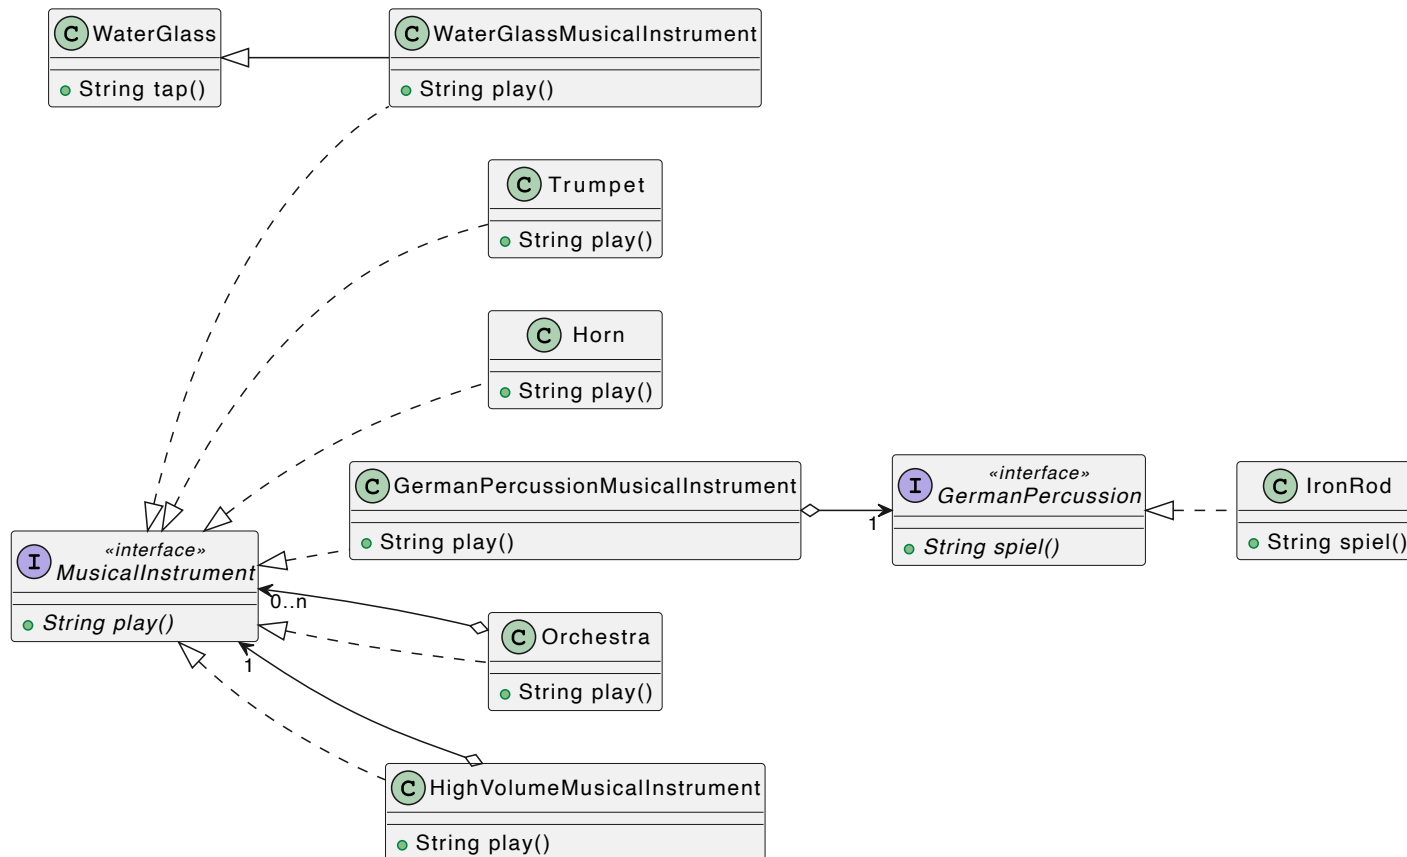 C WaterGlass
String tap()
C WaterGlassMusicalInstrument
String play()
C Trumpet
String play()
C Horn
String play()
C GermanPercussionMusicalInstrument
String play()
1
I «interface»
GermanPercussion
String spiel()
C IronRod
String spiel()
I «interface»
MusicalInstrument
String play()
0..n
1
C Orchestra
String play()
C HighVolumeMusicalInstrument
String play()